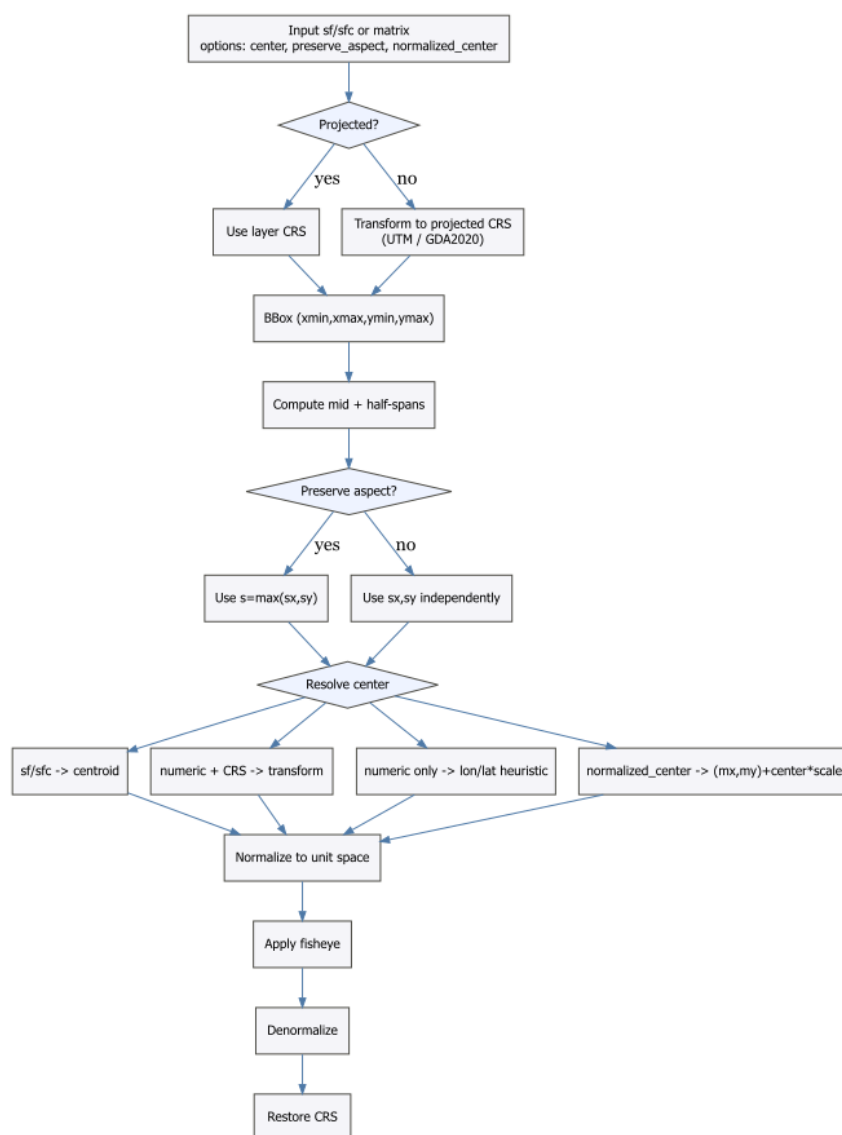 Input sf/sfc or matrix
options: center, preserve_aspect, normalized_center
Projected?
yes
no
Use layer CRS
Transform to projected CRS
(UTM / GDA2020)
BBox (xmin,xmax,ymin,ymax)
Compute mid + half-spans
Preserve aspect?
yes
no
Use s=max(sx,sy)
Use sx,sy independently
Resolve center
sf/sfc -> centroid
numeric + CRS -> transform
numeric only -> lon/lat heuristic
normalized_center -> (mx,my)+center*scale
Normalize to unit space
Apply fisheye
Denormalize
Restore CRS